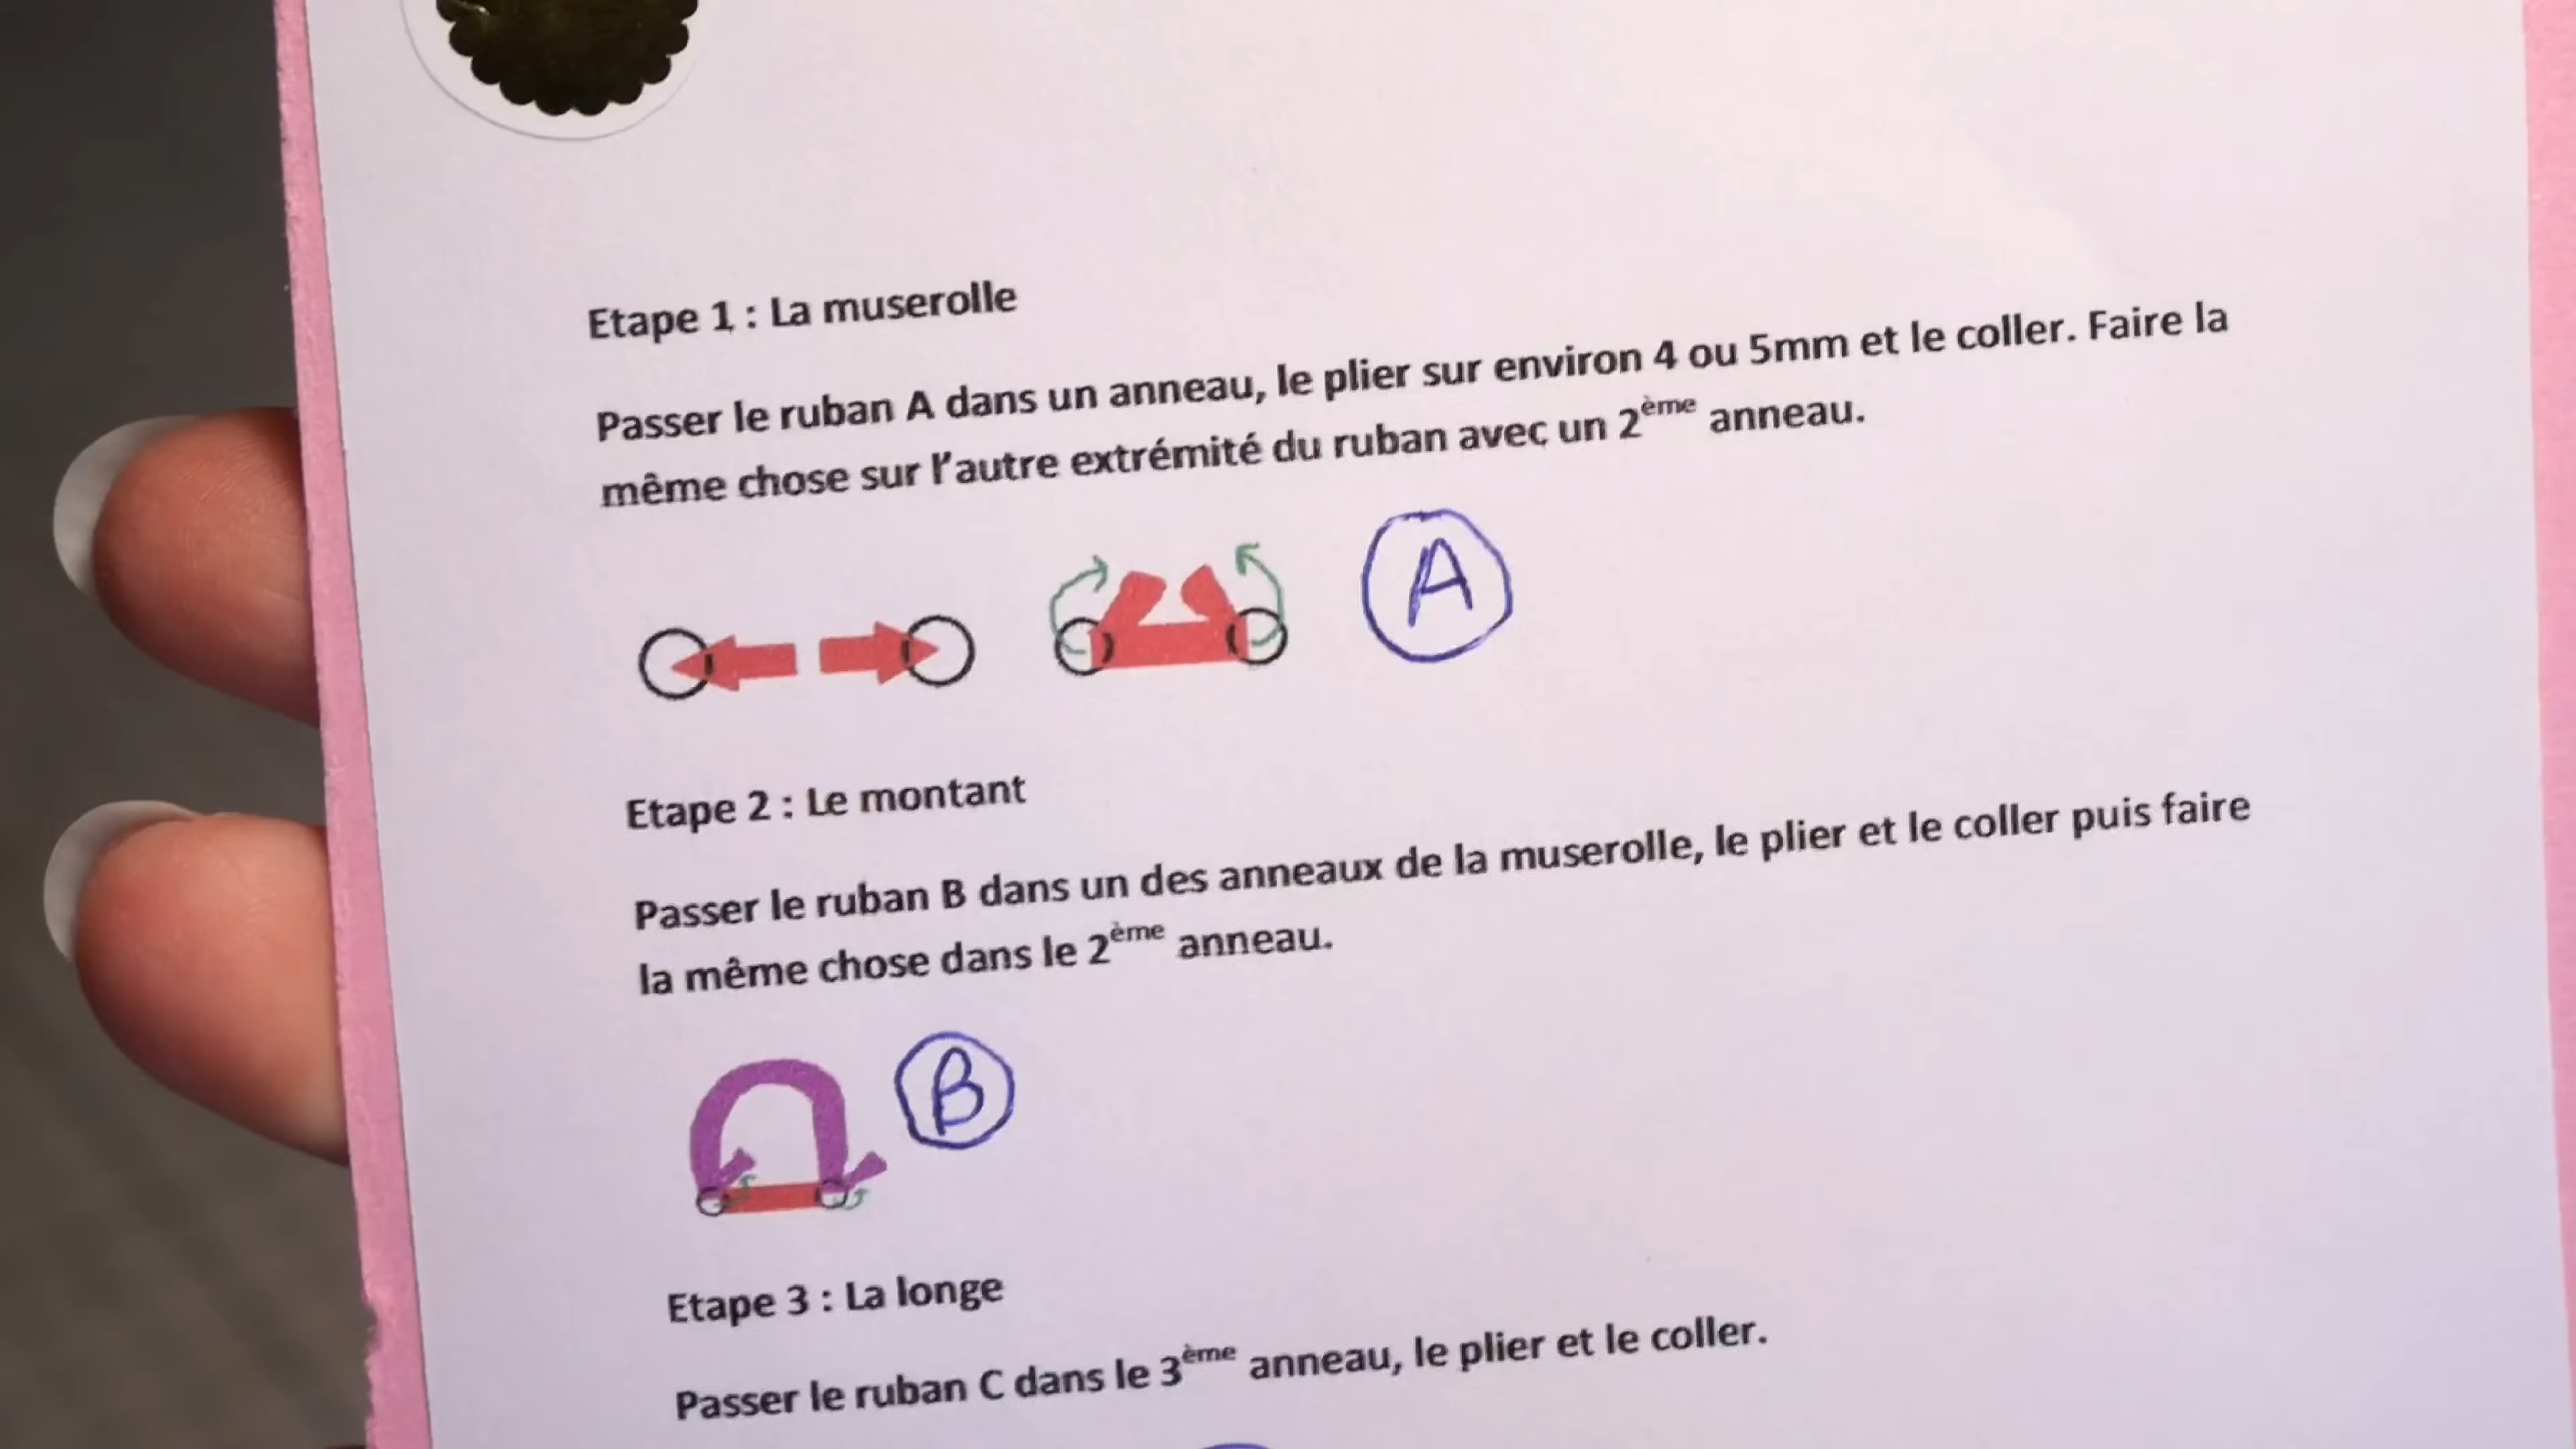 Etape 1 : La muserolle
Passer le ruban A dans un anneau, le plier sur environ 4 ou 5mm et le coller. Faire la
même chose sur l'autre extrémité du ruban avec un 2ème anneau.
A
Etape 2 : Le montant
Passer le ruban B dans un des anneaux de la muserolle, le plier et le coller puis faire
la même chose dans le 2ème anneau.
B
Etape 3 : La longe
Passer le ruban C dans le 3ème anneau, le plier et le coller.